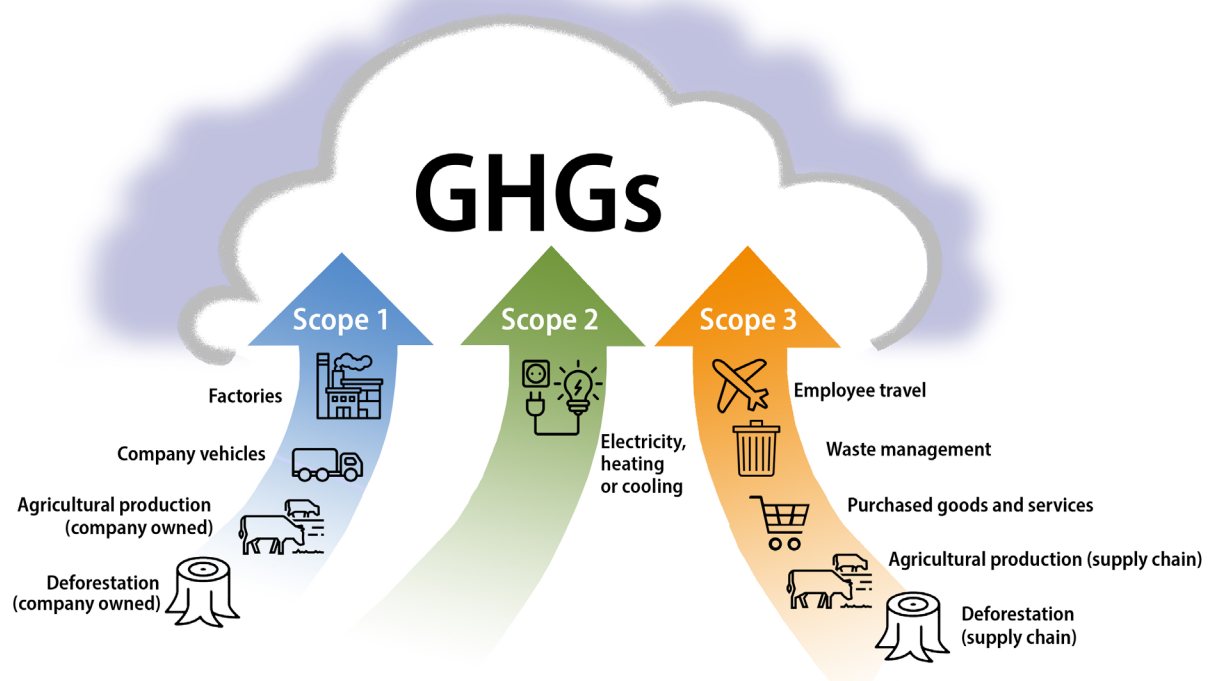 GHGs
Scope 1
Scope 2
Scope 3
Factories
Company vehicles
Agricultural production
(company owned)
Deforestation
(company owned)
Electricity,
heating
or cooling
Employee travel
Waste management
Purchased goods and services
Agricultural production (supply chain)
Deforestation
(supply chain)